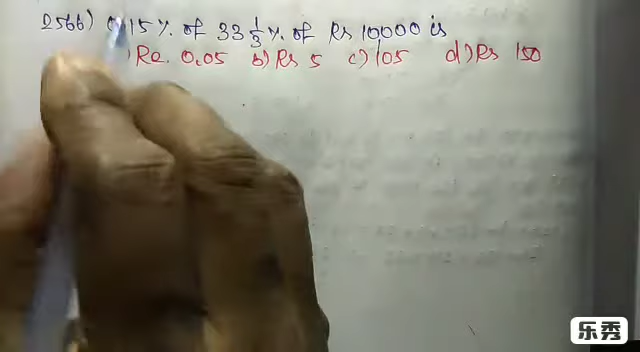 2566) 0.15 % of 33 1/3 % of Rs 10000 is
) Re. 0.05 b) Rs 5 c) 105 d) Rs 150
乐秀